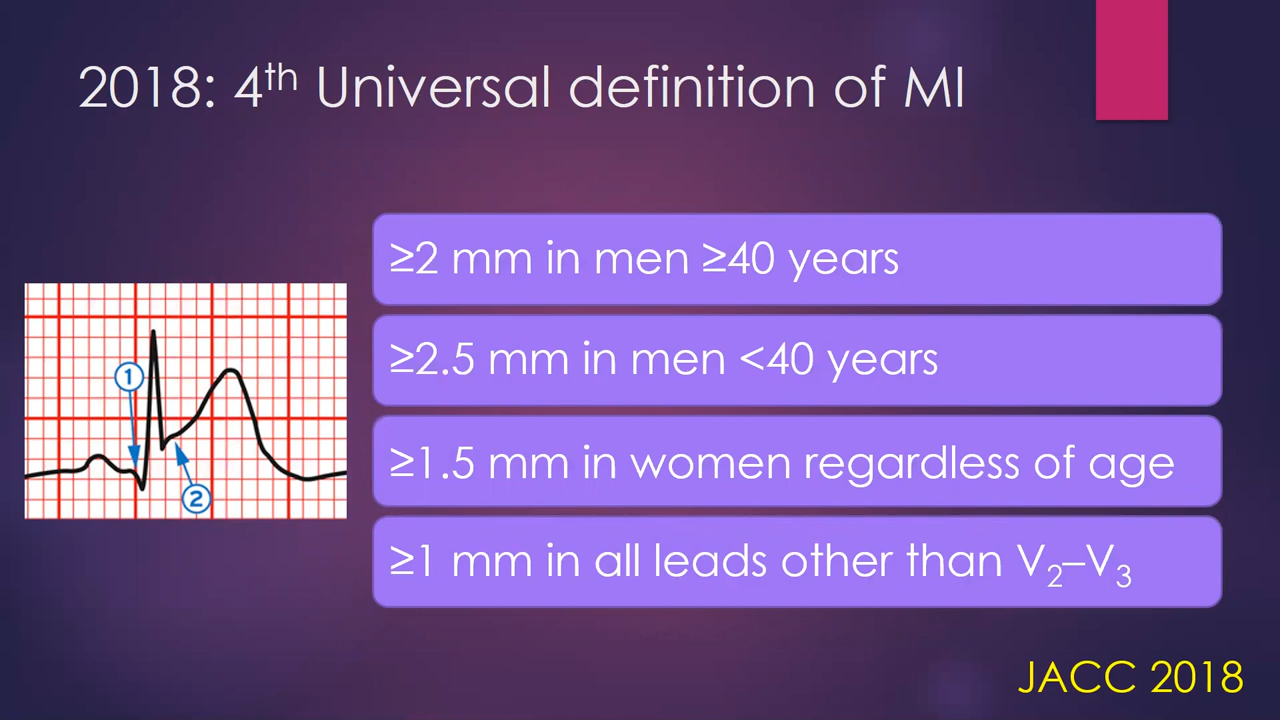 2018: 4th Universal definition of MI
≥2 mm in men ≥40 years
1
≥2.5 mm in men <40 years
≥1.5 mm in women regardless of age
2
≥1 mm in all leads other than V2–V3
JACC 2018